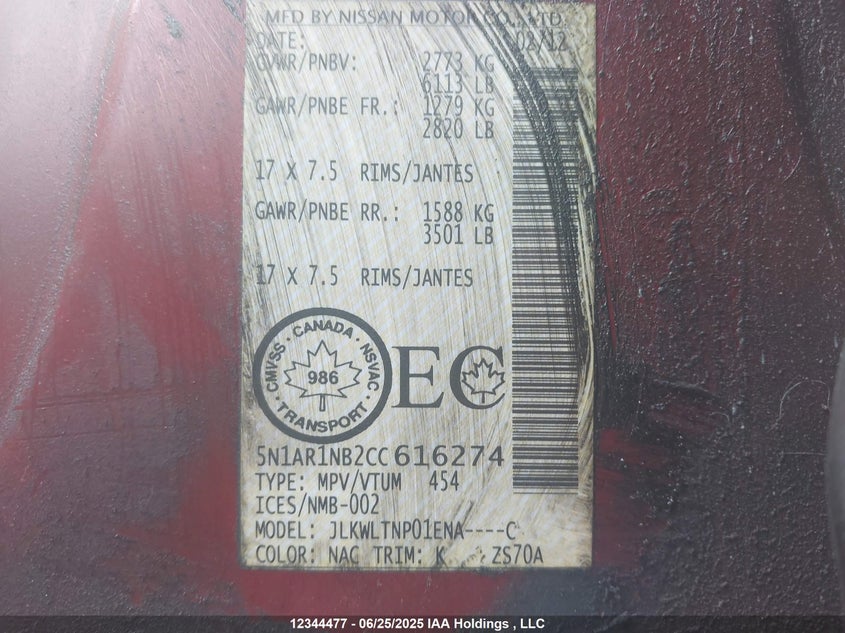 MFD BY NISSAN MOTOR CO., LTD.
DATE: 02/12
GVWR/PNBV: 2773 KG
6113 LB
GAWR/PNBE FR.: 1279 KG
2820 LB
17 X 7.5 RIMS/JANTES
GAWR/PNBE RR.: 1588 KG
3501 LB
17 X 7.5 RIMS/JANTES
CANADA · NSVAC · TRANSPORT · CMVSS ·
986
EC
5N1AR1NB2CC616274
TYPE: MPV/VTUM 454
ICES/NMB-002
MODEL: JLKWLTNP01ENA----C
COLOR: NAC TRIM: K ZS70A
12344477 - 06/25/2025 IAA Holdings , LLC